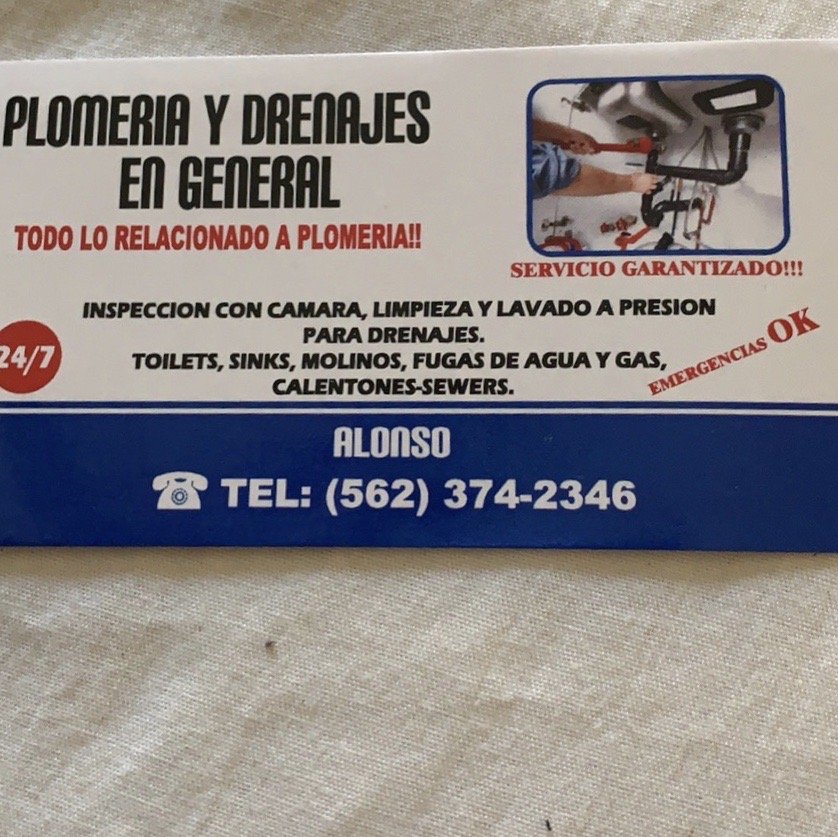 PLOMERIA Y DRENAJES
EN GENERAL
TODO LO RELACIONADO A PLOMERIA!!
SERVICIO GARANTIZADO!!!
INSPECCION CON CAMARA, LIMPIEZA Y LAVADO A PRESION
PARA DRENAJES.
24/7
TOILETS, SINKS, MOLINOS, FUGAS DE AGUA Y GAS,
CALENTONES-SEWERS.
EMERGENCIAS OK
ALONSO
TEL: (562) 374-2346